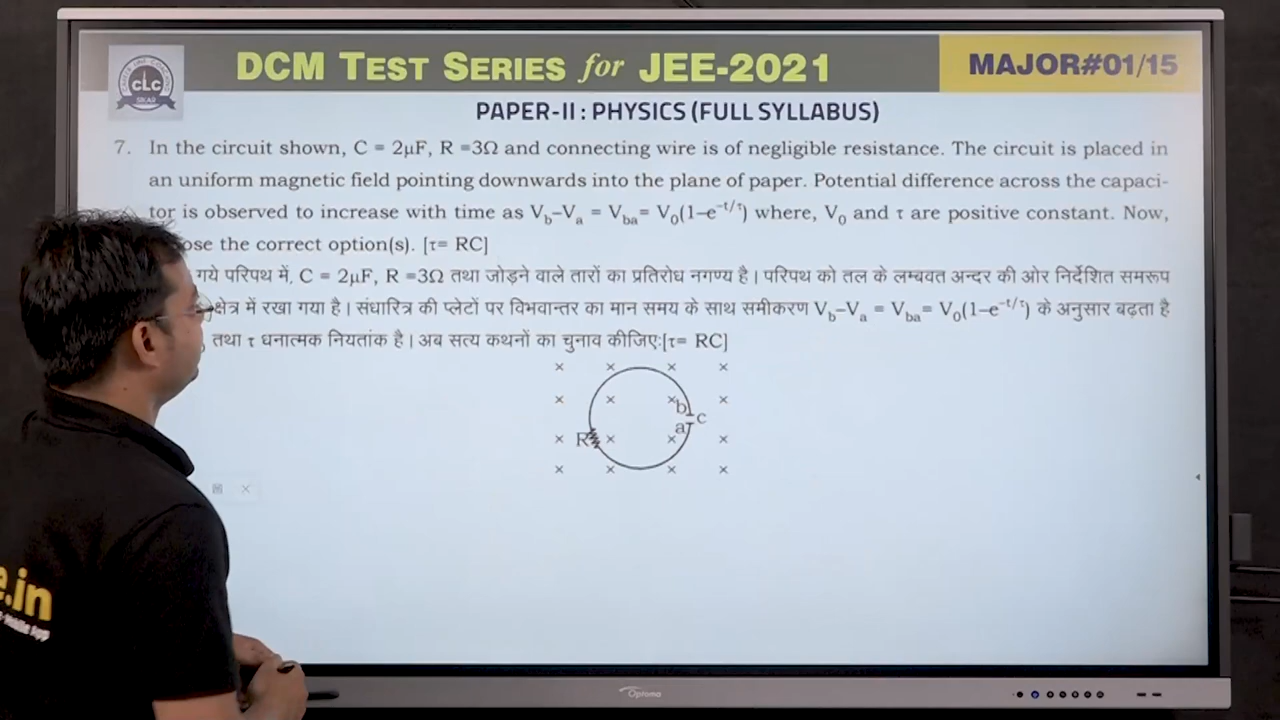 DCM TEST SERIES for JEE-2021
MAJOR#01/15
CLC
SIKAR
PAPER-II : PHYSICS (FULL SYLLABUS)
7. In the circuit shown, C = 2μF, R =3Ω and connecting wire is of negligible resistance. The circuit is placed in
an uniform magnetic field pointing downwards into the plane of paper. Potential difference across the capaci-
tor is observed to increase with time as V_b–V_a = V_ba= V_0(1–e^–t/τ) where, V_0 and τ are positive constant. Now,
the correct option(s). [τ= RC]
गये परिपथ में, C = 2μF, R =3Ω तथा जोड़ने वाले तारों का प्रतिरोध नगण्य है। परिपथ को तल के लम्बवत अन्दर की ओर निर्देशित समरूप
क्षेत्र में रखा गया है। संधारित्र की प्लेटों पर विभवान्तर का मान समय के साथ समीकरण V_b–V_a = V_ba= V_0(1–e^–t/τ) के अनुसार बढ़ता है
तथा τ धनात्मक नियतांक है। अब सत्य कथनों का चुनाव कीजिए:[τ= RC]
× × × ×
× × × b ×
c
a
× R × × ×
× × × ×
e.in
Optoma